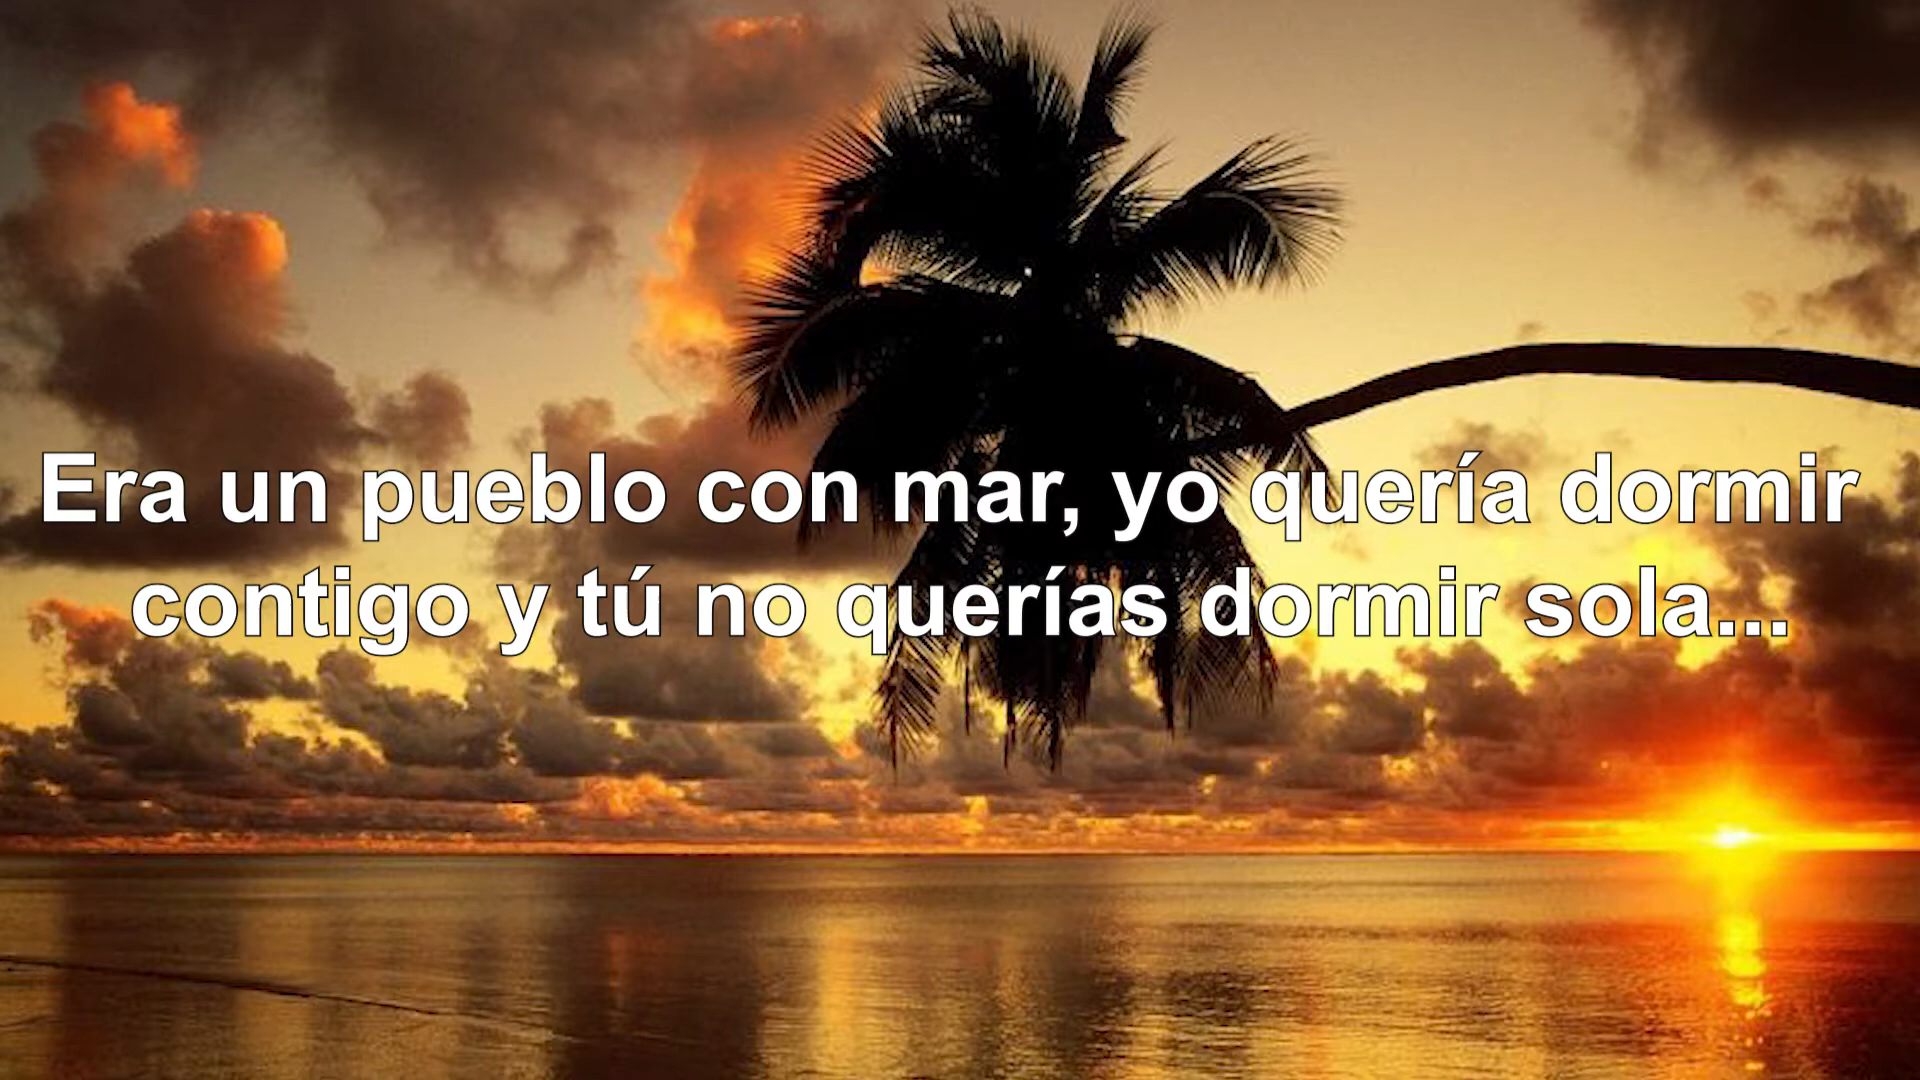 Era un pueblo con mar, yo quería dormir
contigo y tú no querías dormir sola...